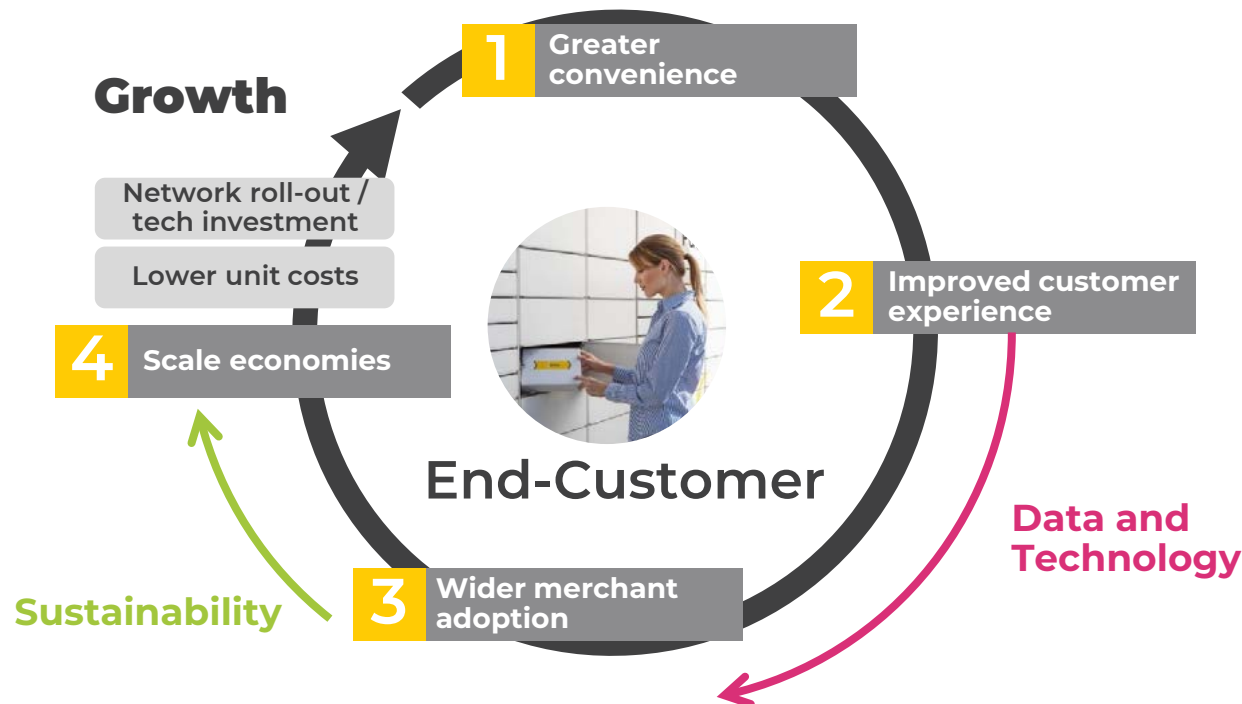 1
Greater
convenience
Growth
Network roll-out /
tech investment
Lower unit costs
2
Improved customer
experience
4
Scale economies
End-Customer
Data and
Technology
3
Wider merchant
adoption
Sustainability